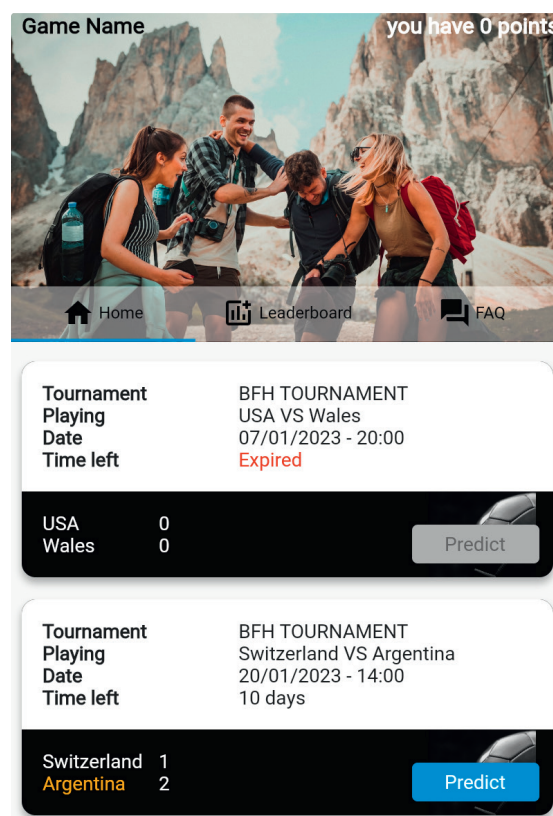 Game Name you have 0 points
Home Leaderboard FAQ
Tournament BFH TOURNAMENT
Playing USA VS Wales
Date 07/01/2023 - 20:00
Time left Expired
USA 0
Wales 0
Predict
Tournament BFH TOURNAMENT
Playing Switzerland VS Argentina
Date 20/01/2023 - 14:00
Time left 10 days
Switzerland 1
Argentina 2
Predict